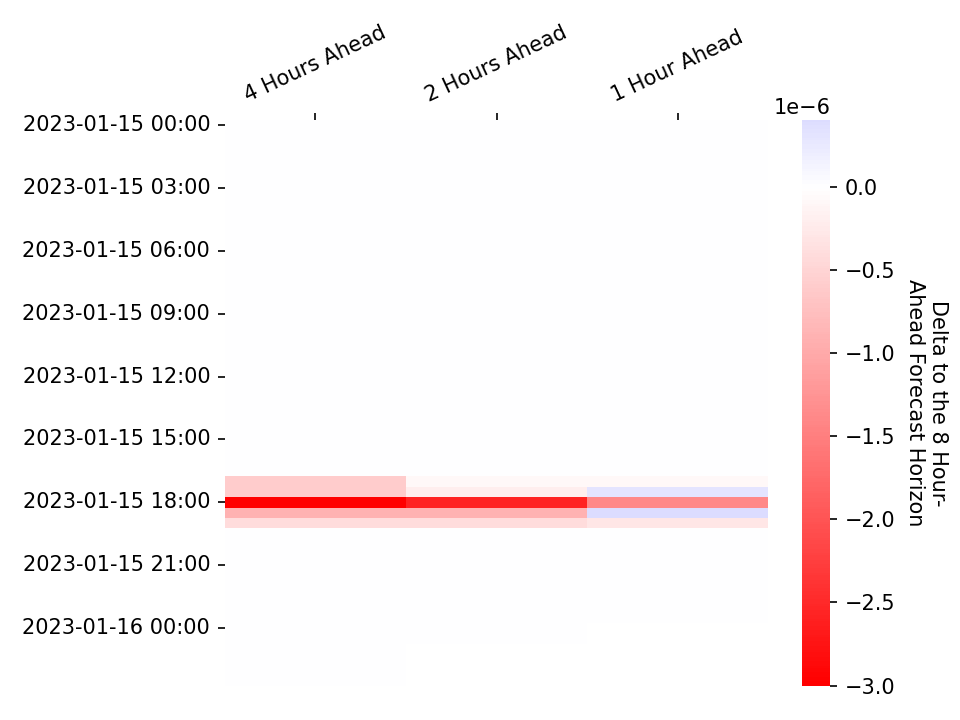 4 Hours Ahead
2 Hours Ahead
1 Hour Ahead
1e−6
2023-01-15 00:00
2023-01-15 03:00
2023-01-15 06:00
2023-01-15 09:00
2023-01-15 12:00
2023-01-15 15:00
2023-01-15 18:00
2023-01-15 21:00
2023-01-16 00:00
0.0
−0.5
−1.0
−1.5
−2.0
−2.5
−3.0
Delta to the 8 Hour-
Ahead Forecast Horizon